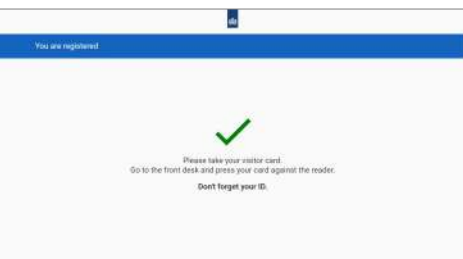 You are registered
Please take your visitor card.
Go to the front desk and press your card against the reader.
Don't forget your ID.